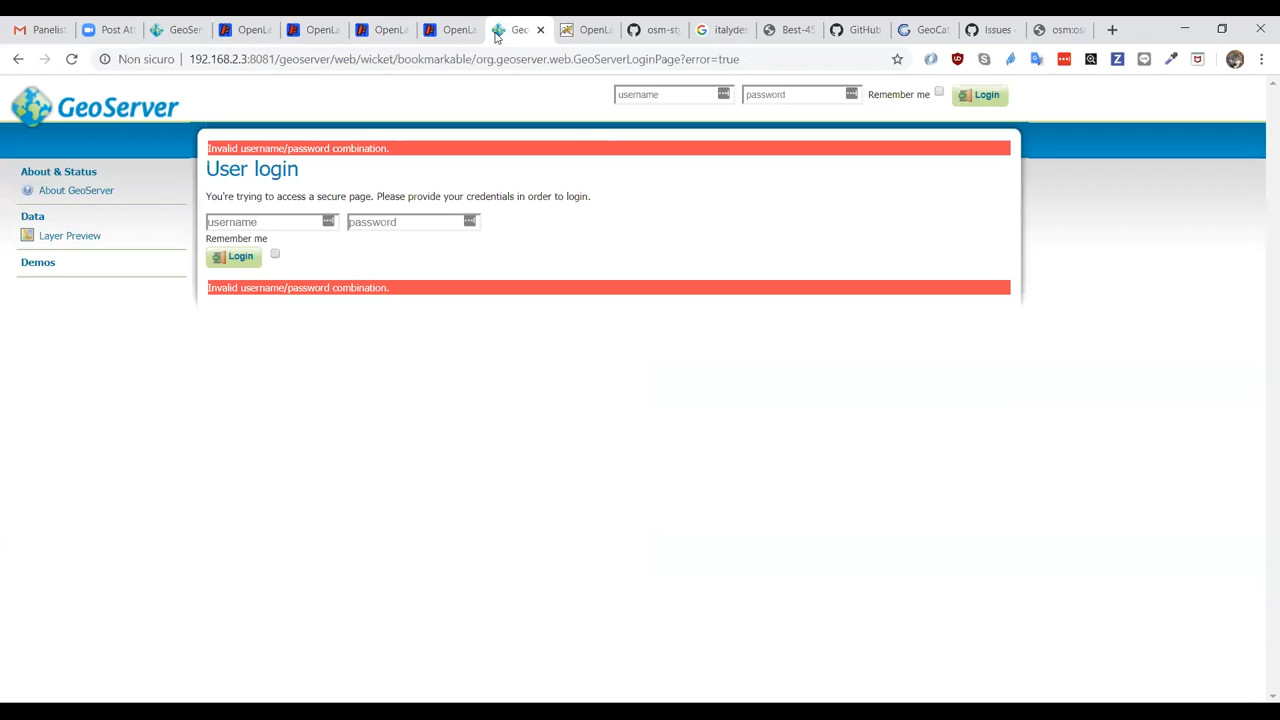 Panelist Post At GeoSer OpenLa OpenLa OpenLa OpenLa Geo OpenLa osm-st italydes Best-45 GitHub GeoCat Issues - osm:os
Non sicuro 192.168.2.3:8081/geoserver/web/wicket/bookmarkable/org.geoserver.web.GeoServerLoginPage?error=true
GeoServer username password Remember me Login
Invalid username/password combination.
User login
About & Status
About GeoServer
You're trying to access a secure page. Please provide your credentials in order to login.
Data
username password
Layer Preview
Remember me
Login
Demos
Invalid username/password combination.